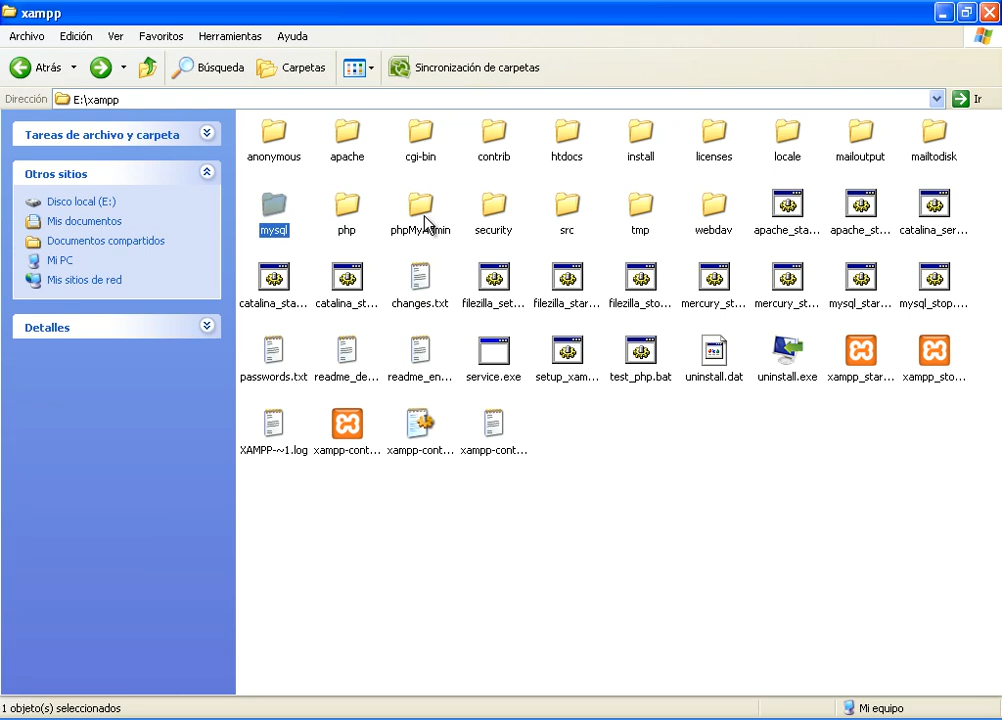 xampp
Archivo Edición Ver Favoritos Herramientas Ayuda
Atrás Búsqueda Carpetas Sincronización de carpetas
Dirección E:\xampp Ir
Tareas de archivo y carpeta
Otros sitios
Disco local (E:)
Mis documentos
Documentos compartidos
Mi PC
Mis sitios de red
Detalles
anonymous apache cgi-bin contrib htdocs install licenses locale mailoutput mailtodisk
mysql php phpMyAdmin security src tmp webdav apache_sta... apache_st... catalina_ser...
catalina_sta... catalina_st... changes.txt filezilla_set... filezilla_star... filezilla_sto... mercury_st... mercury_st... mysql_star... mysql_stop....
passwords.txt readme_de... readme_en... service.exe setup_xam... test_php.bat uninstall.dat uninstall.exe xampp_star... xampp_sto...
XAMPP-~1.log xampp-cont... xampp-cont... xampp-cont...
1 objeto(s) seleccionados Mi equipo